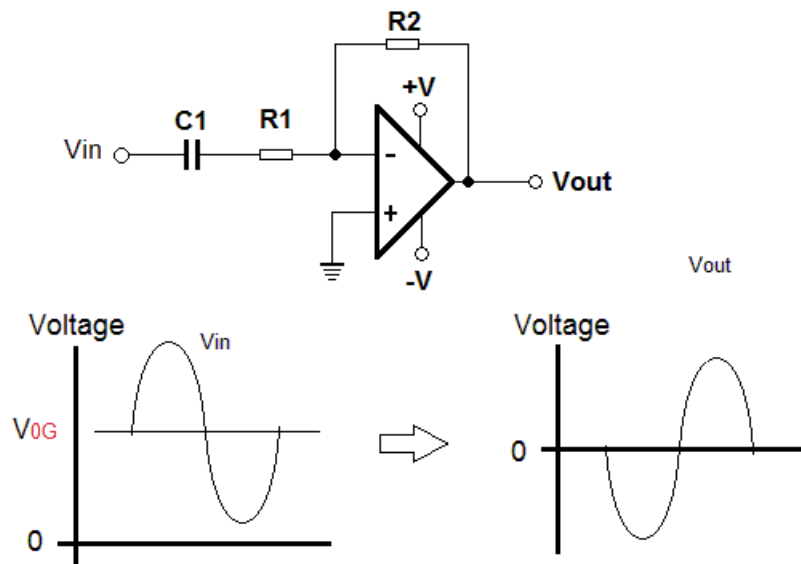 R2
+V
C1
R1
Vin
-
+
Vout
-V
Vout
Voltage
Vin
V0G
0
Voltage
0